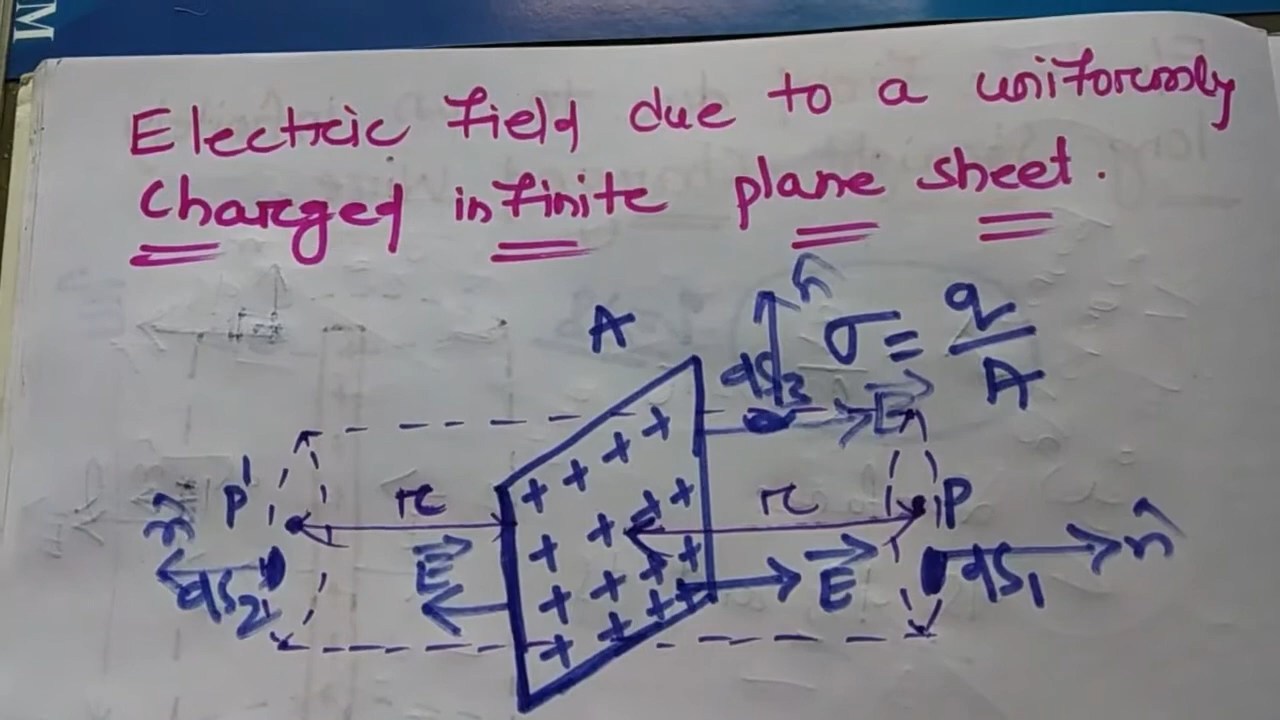 M
Electric field due to a uniformly
charged infinite plane sheet.
A
n̂
σ = q/A
dS3
E⃗
P'
r
r
P
n̂
dS2
E⃗
E⃗
dS1
n̂
+ + + + + + + + + + + + + + + + +